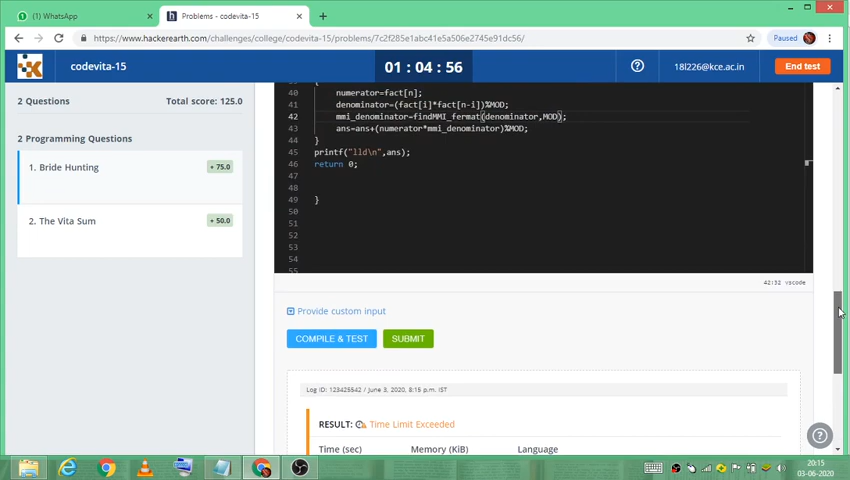 (1) WhatsApp
Problems - codevita-15
https://www.hackerearth.com/challenges/college/codevita-15/problems/7c2f285e1abc41e5a506e2745e91dc56/
Paused
codevita-15
01 : 04 : 56
18l226@kce.ac.in
End test
2 Questions
Total score: 125.0
2 Programming Questions
1. Bride Hunting
+ 75.0
2. The Vita Sum
+ 50.0
39 {
40 numerator=fact[n];
41 denominator=(fact[i]*fact[n-i])%MOD;
42 mmi_denominator=findMMI_fermat(denominator,MOD);
43 ans=ans+(numerator*mmi_denominator)%MOD;
44 }
45 printf("lld\n",ans);
46 return 0;
47
48
49 }
50
51
52
53
54
55
42:32 vscode
Provide custom input
COMPILE & TEST
SUBMIT
Log ID: 123425542 / June 3, 2020, 8:15 p.m. IST
RESULT: Time Limit Exceeded
Time (sec)
Memory (KiB)
Language
20:15
03-06-2020